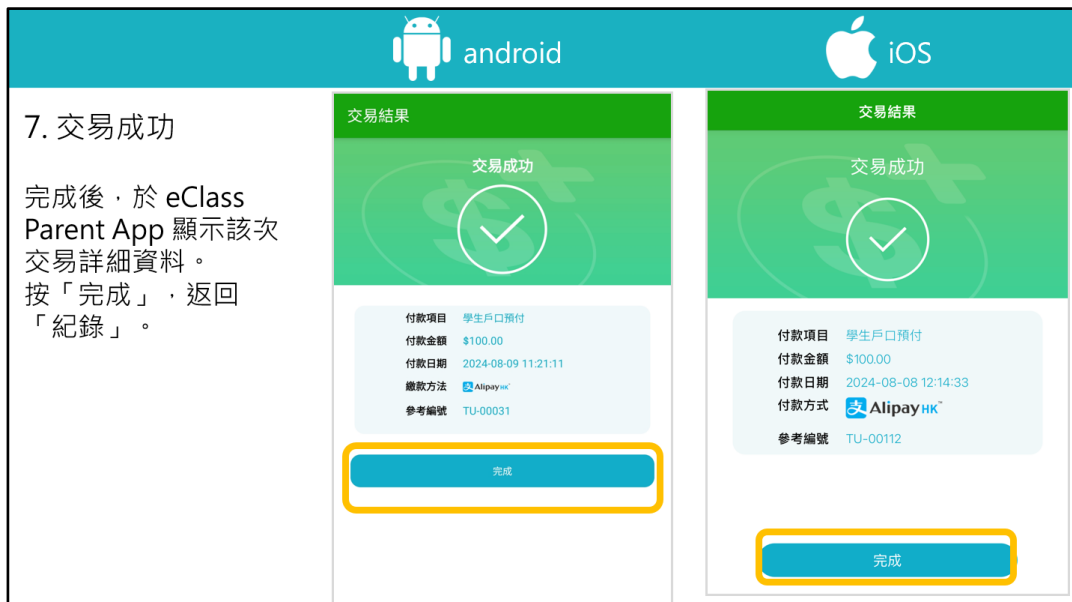 android
iOS
7. 交易成功
完成後，於 eClass
Parent App 顯示該次
交易詳細資料。
按「完成」，返回
「紀錄」。
交易結果
交易成功
付款項目 學生戶口預付
付款金額 $100.00
付款日期 2024-08-09 11:21:11
繳款方法 支 AlipayHK
參考編號 TU-00031
完成
交易結果
交易成功
付款項目 學生戶口預付
付款金額 $100.00
付款日期 2024-08-08 12:14:33
付款方式 支 AlipayHK™
參考編號 TU-00112
完成